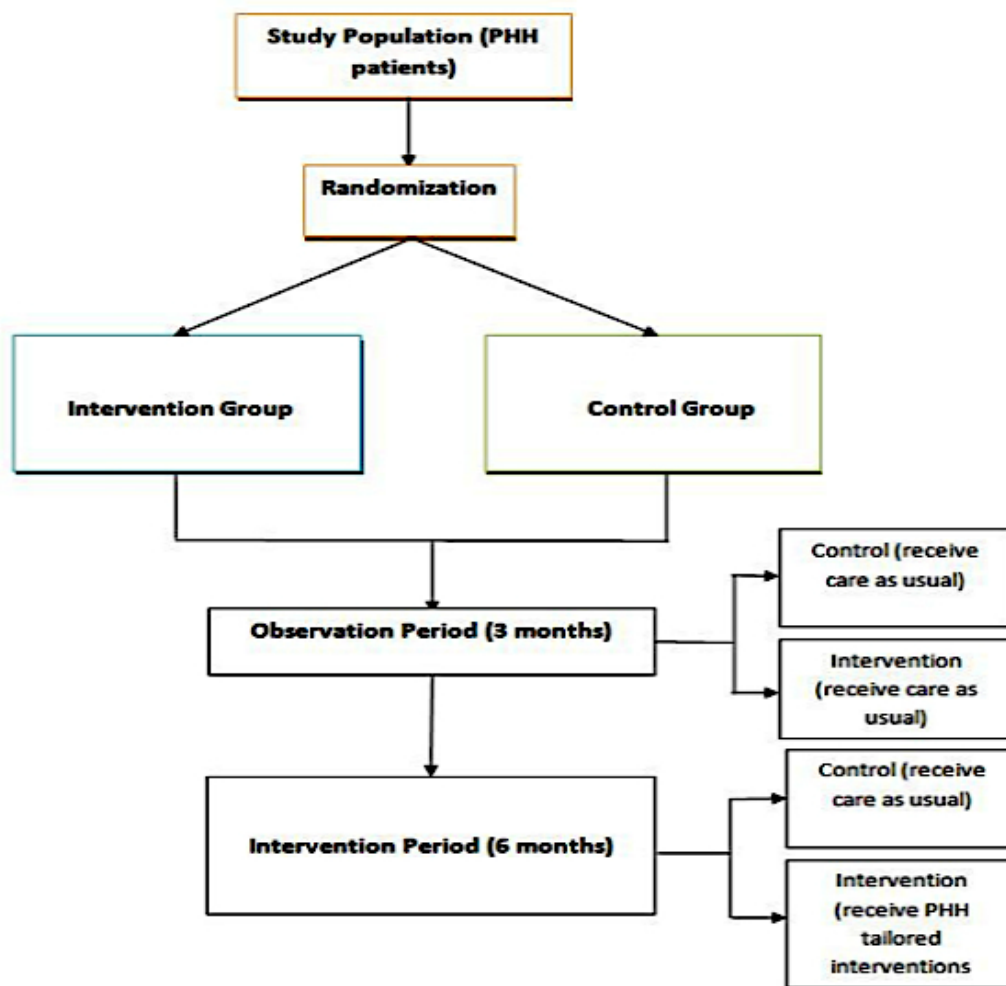 Study Population (PHH
patients)
Randomization
Intervention Group
Control Group
Control (receive
care as usual)
Observation Period (3 months)
Intervention
(receive care as
usual)
Control (receive
care as usual)
Intervention Period (6 months)
Intervention
(receive PHH
tailored
interventions